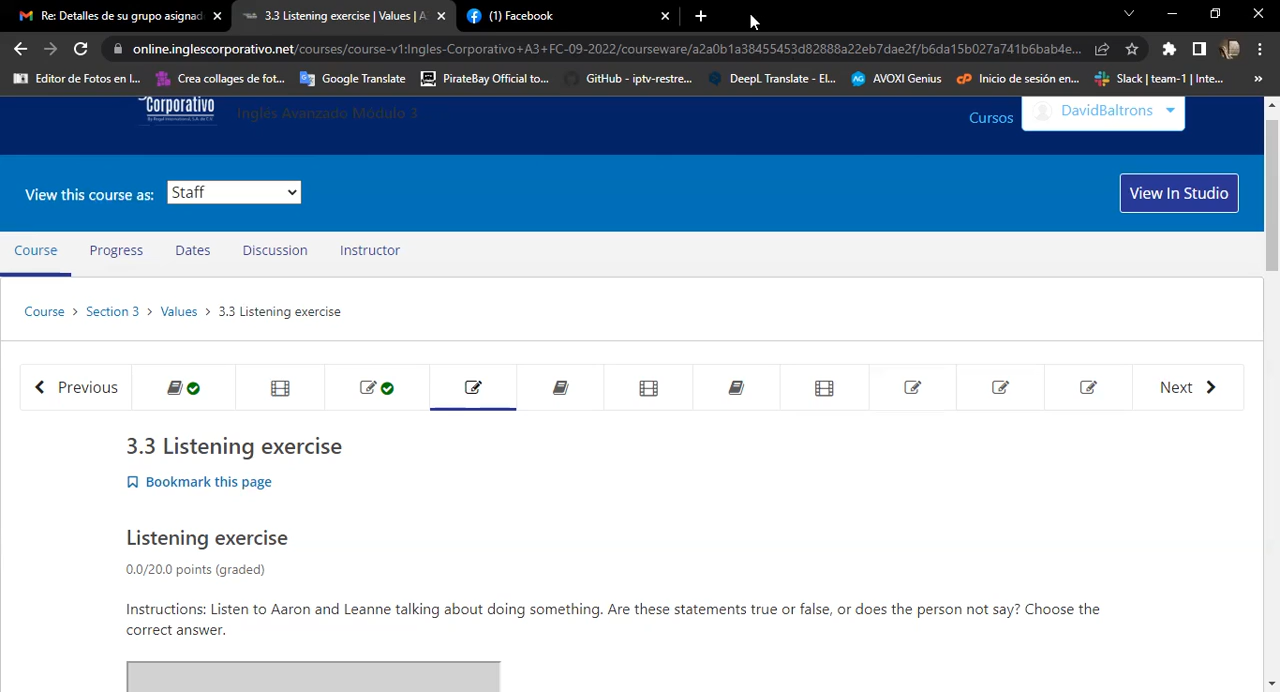 Re: Detalles de su grupo asignad
3.3 Listening exercise | Values | A
(1) Facebook
online.inglescorporativo.net/courses/course-v1:Ingles-Corporativo+A3+FC-09-2022/courseware/a2a0b1a38455453d82888a22eb7dae2f/b6da15b027a741b6bab4e...
Editor de Fotos en l...
Crea collages de fot...
Google Translate
PirateBay Official to...
GitHub - iptv-restre...
DeepL Translate - El...
AVOXI Genius
Inicio de sesión en...
Slack | team-1 | Inte...
»
Corporativo
Inglés Avanzado Módulo 3
Cursos
DavidBaltrons
View this course as:
Staff
View In Studio
Course
Progress
Dates
Discussion
Instructor
Course > Section 3 > Values > 3.3 Listening exercise
Previous
Next
3.3 Listening exercise
Bookmark this page
Listening exercise
0.0/20.0 points (graded)
Instructions: Listen to Aaron and Leanne talking about doing something. Are these statements true or false, or does the person not say? Choose the
correct answer.